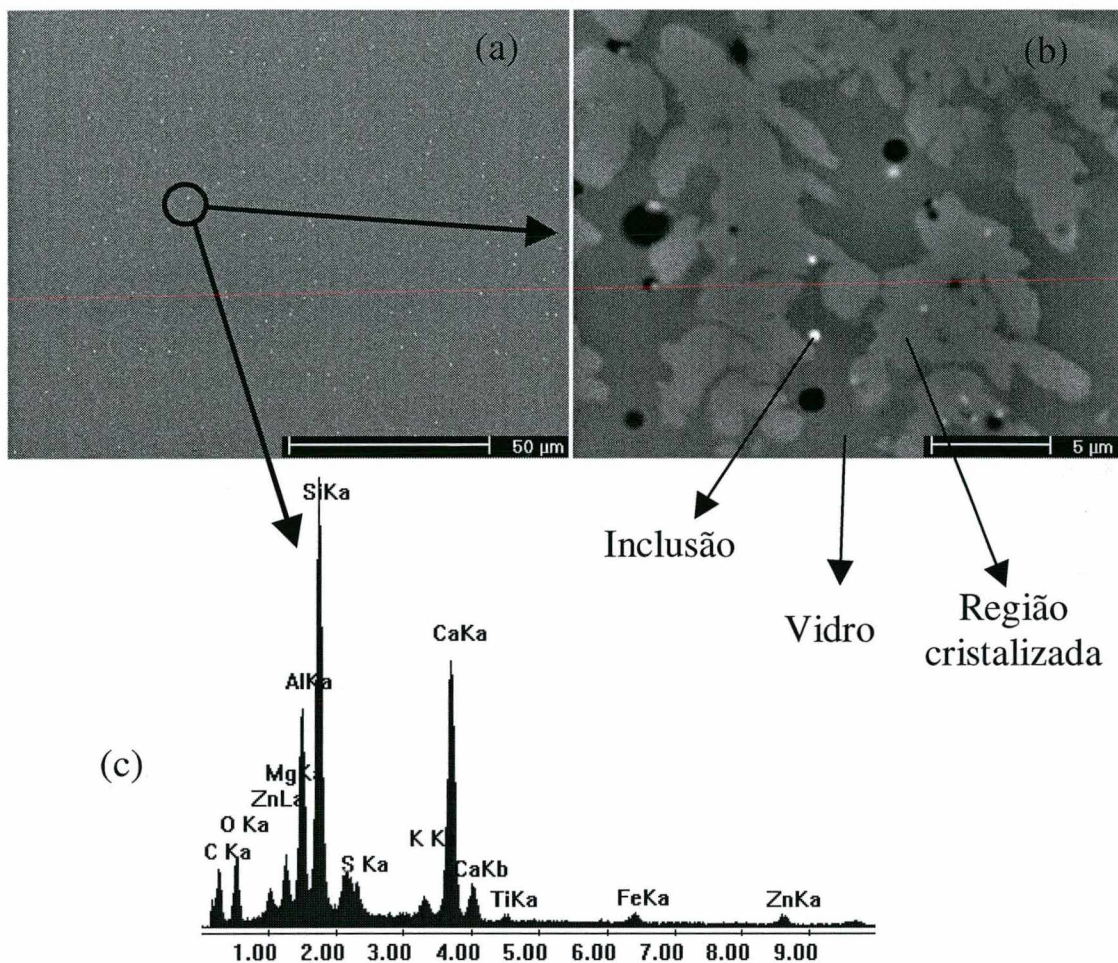 (a)
(b)
50 µm
5 µm
Inclusão
Vidro
Região
cristalizada
(c)
SiKa
CaKa
AlKa
MgKa
ZnLa
O Ka
C Ka
S Ka
K K
CaKb
TiKa
FeKa
ZnKa
1.00 2.00 3.00 4.00 5.00 6.00 7.00 8.00 9.00